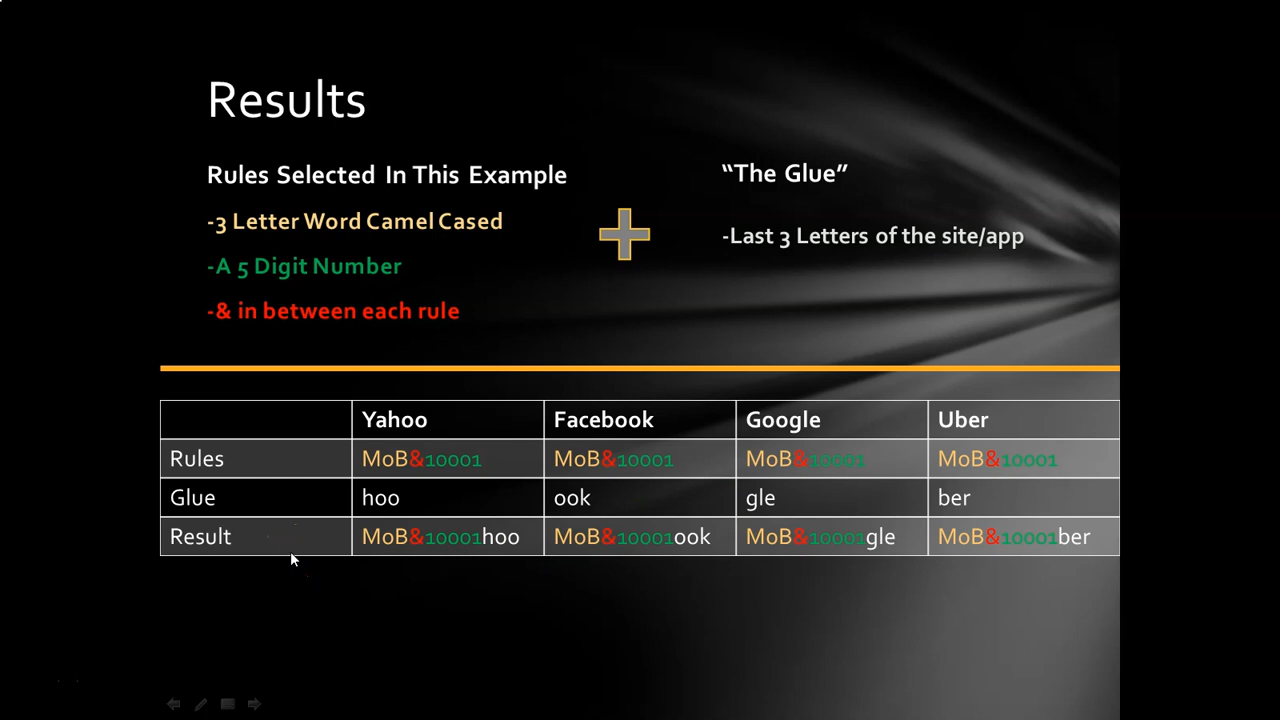 Results
Rules Selected In This Example
-3 Letter Word Camel Cased
-A 5 Digit Number
-& in between each rule
“The Glue”
-Last 3 Letters of the site/app
Yahoo Facebook Google Uber
Rules MoB&10001 MoB&10001 MoB&10001 MoB&10001
Glue hoo ook gle ber
Result MoB&10001hoo MoB&10001ook MoB&10001gle MoB&10001ber